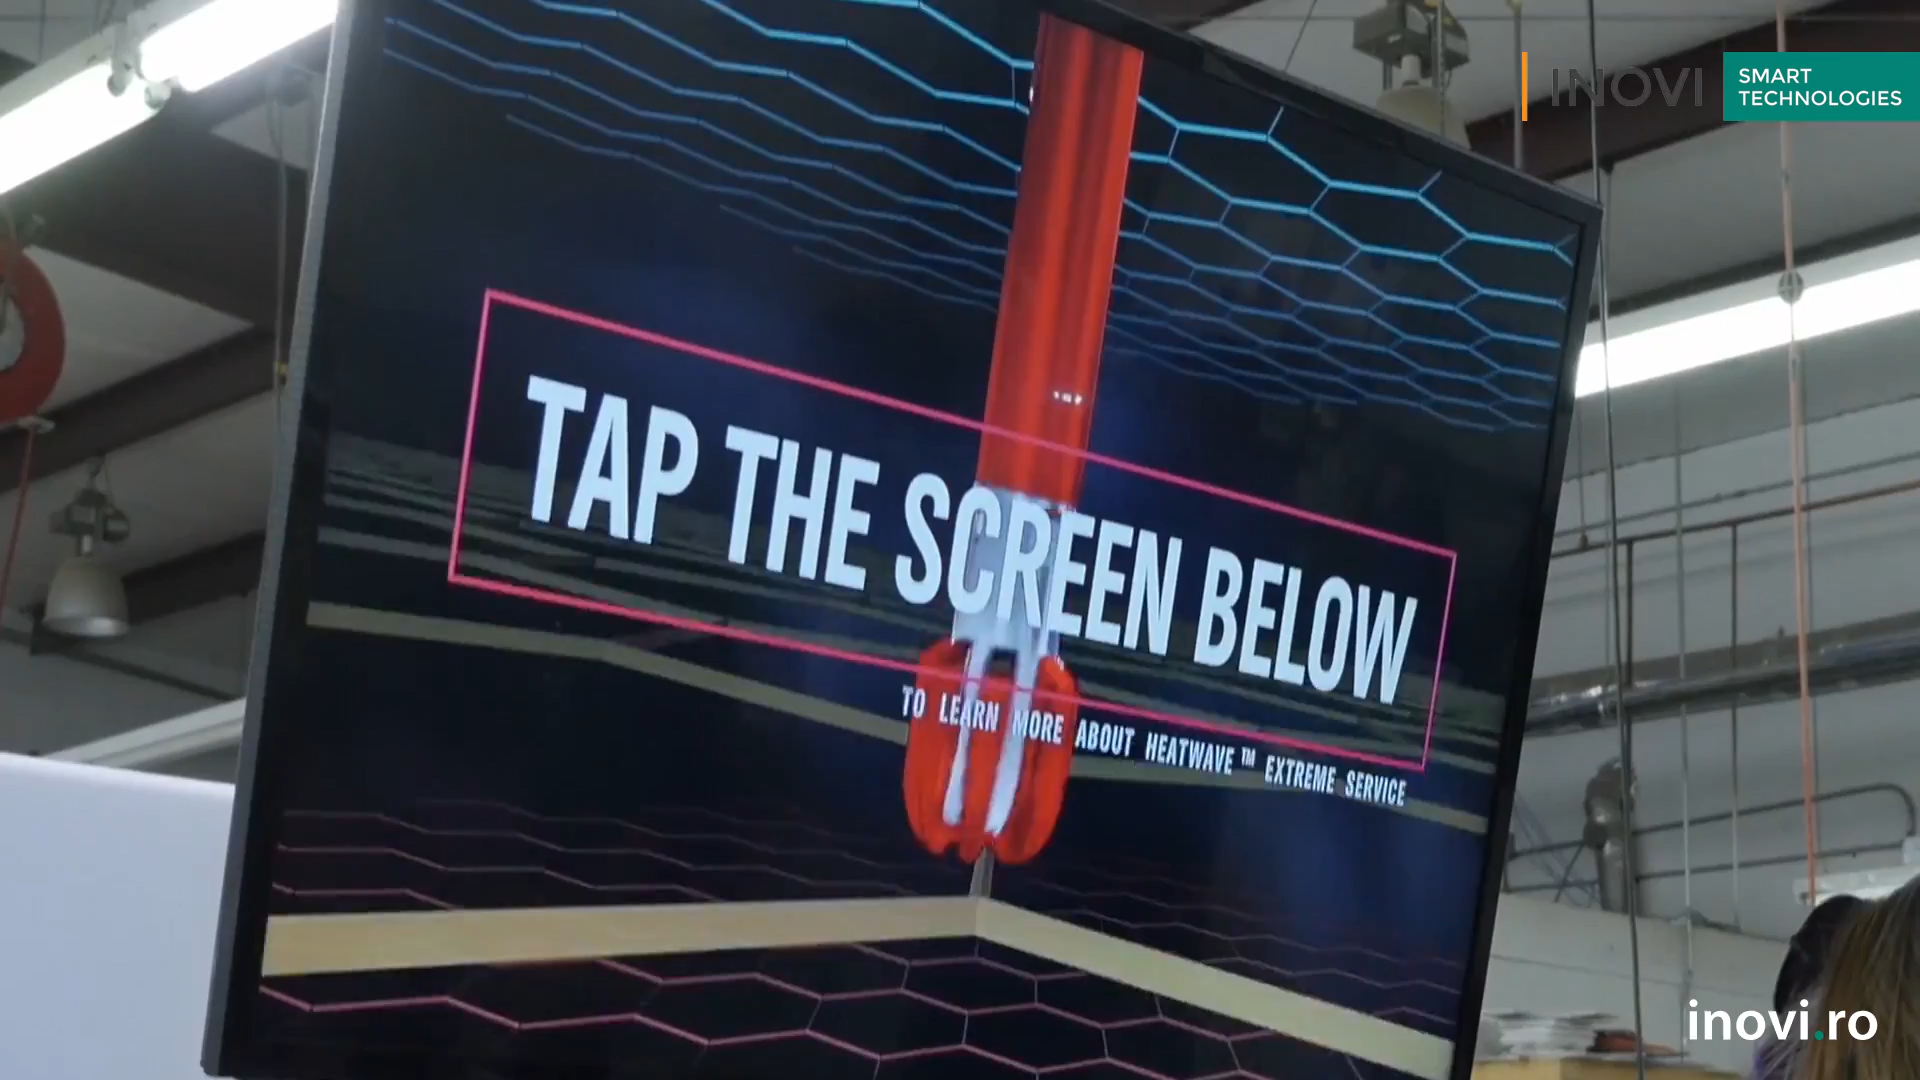 INOVI
SMART
TECHNOLOGIES
TAP THE SCREEN BELOW
TO LEARN MORE ABOUT HEATWAVE™ EXTREME SERVICE
inovi.ro